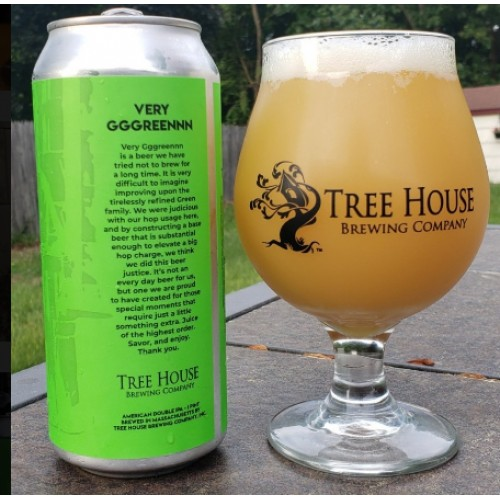 VERY
GGGREENNN
Very Gggreennn
is a beer we have
tried not to brew for
a long time. It is very
difficult to imagine
improving upon the
tirelessly refined Green
family. We were judicious
with our hop usage here,
and by constructing a base
beer that is substantial
enough to elevate a big
hop charge, we think
we did this beer
justice. It's not an
every day beer for us,
but one we are proud
to have created for those
special moments that
require just a little
something extra. Juice
of the highest order.
Savor, and enjoy.
Thank you.
TREE HOUSE
BREWING COMPANY
AMERICAN DOUBLE IPA - 1 PINT
BREWED IN MASSACHUSETTS BY
TREE HOUSE BREWING COMPANY, INC.
TREE HOUSE
BREWING COMPANY
TM